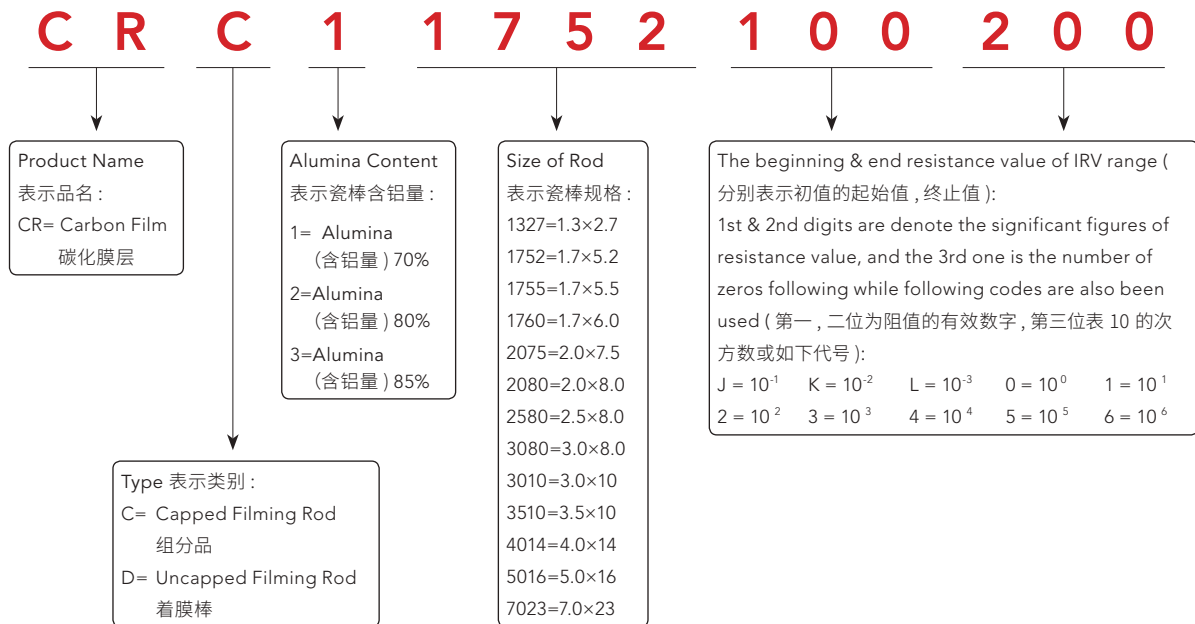 C R C 1 1 7 5 2 1 0 0 2 0 0
Product Name
表示品名 :
CR= Carbon Film
碳化膜层
Type 表示类别 :
C= Capped Filming Rod
组分品
D= Uncapped Filming Rod
着膜棒
Alumina Content
表示瓷棒含铝量 :
1= Alumina
(含铝量 ) 70%
2=Alumina
(含铝量 ) 80%
3=Alumina
(含铝量 ) 85%
Size of Rod
表示瓷棒规格 :
1327=1.3×2.7
1752=1.7×5.2
1755=1.7×5.5
1760=1.7×6.0
2075=2.0×7.5
2080=2.0×8.0
2580=2.5×8.0
3080=3.0×8.0
3010=3.0×10
3510=3.5×10
4014=4.0×14
5016=5.0×16
7023=7.0×23
The beginning & end resistance value of IRV range (
分别表示初值的起始值 , 终止值 ):
1st & 2nd digits are denote the significant figures of
resistance value, and the 3rd one is the number of
zeros following while following codes are also been
used ( 第一 , 二位为阻值的有效数字 , 第三位表 10 的次
方数或如下代号 ):
J = 10⁻¹ K = 10⁻² L = 10⁻³ 0 = 10⁰ 1 = 10¹
2 = 10² 3 = 10³ 4 = 10⁴ 5 = 10⁵ 6 = 10⁶